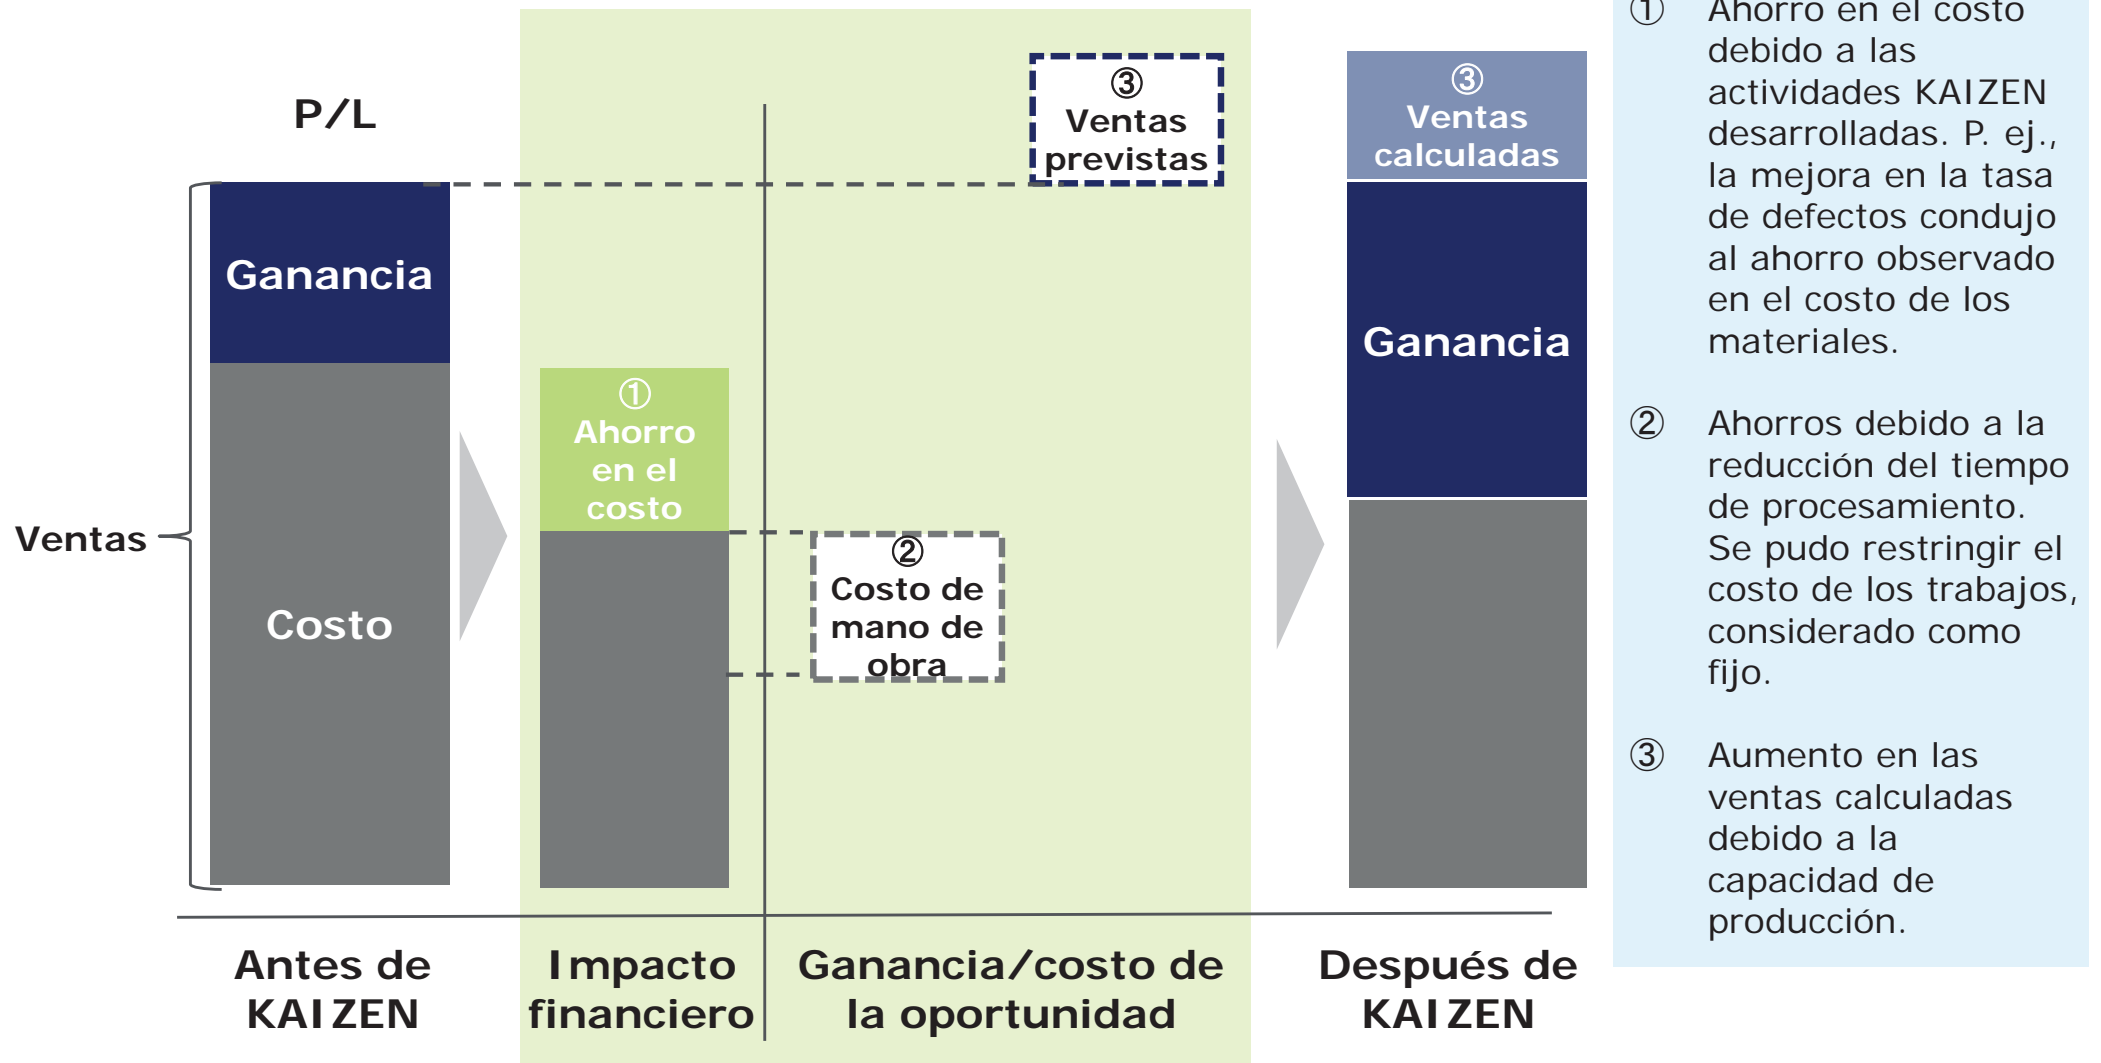 P/L
Ventas
Ganancia
Costo
①
Ahorro
en el
costo
②
Costo de
mano de
obra
③
Ventas
previstas
③
Ventas
calculadas
Ganancia
Antes de
KAIZEN
Impacto
financiero
Ganancia/costo de
la oportunidad
Después de
KAIZEN
① Ahorro en el costo
debido a las
actividades KAIZEN
desarrolladas. P. ej.,
la mejora en la tasa
de defectos condujo
al ahorro observado
en el costo de los
materiales.
② Ahorros debido a la
reducción del tiempo
de procesamiento.
Se pudo restringir el
costo de los trabajos,
considerado como
fijo.
③ Aumento en las
ventas calculadas
debido a la
capacidad de
producción.